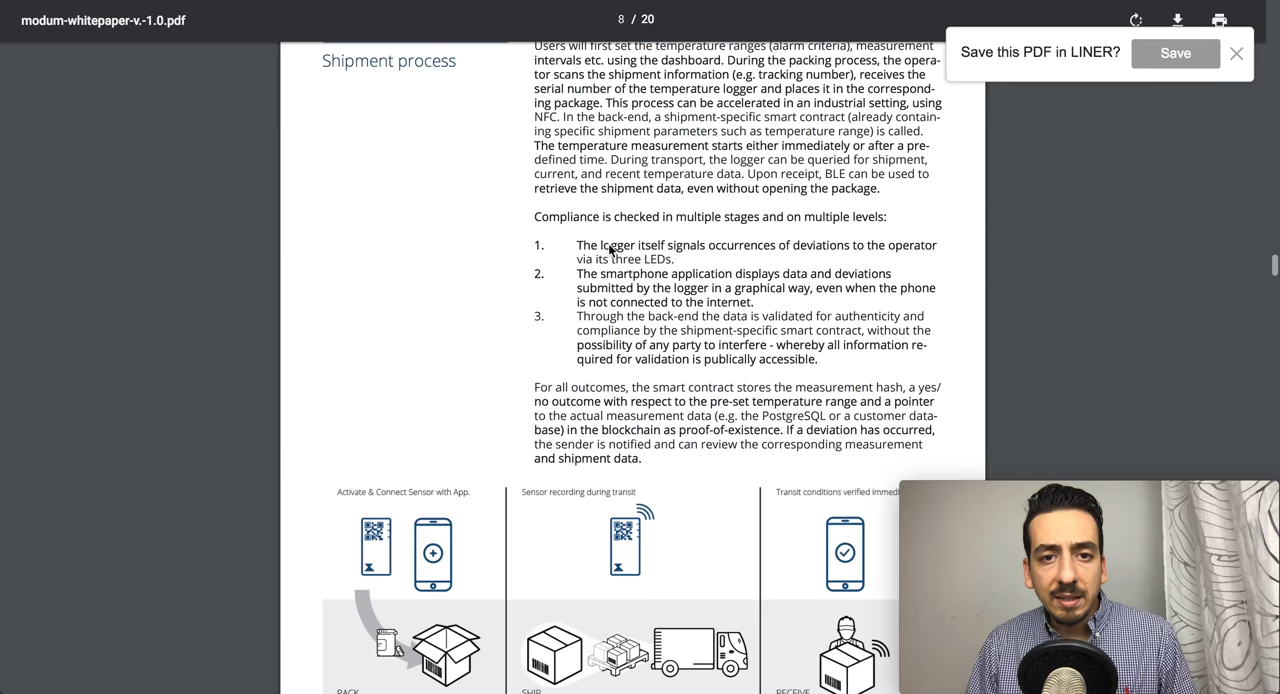 modum-whitepaper-v.-1.0.pdf
8 / 20
Save this PDF in LINER?
Save
Shipment process
Users will first set the temperature ranges (alarm criteria), measurement
intervals etc. using the dashboard. During the packing process, the opera-
tor scans the shipment information (e.g. tracking number), receives the
serial number of the temperature logger and places it in the correspond-
ing package. This process can be accelerated in an industrial setting, using
NFC. In the back-end, a shipment-specific smart contract (already contain-
ing specific shipment parameters such as temperature range) is called.
The temperature measurement starts either immediately or after a pre-
defined time. During transport, the logger can be queried for shipment,
current, and recent temperature data. Upon receipt, BLE can be used to
retrieve the shipment data, even without opening the package.
Compliance is checked in multiple stages and on multiple levels:
1. The logger itself signals occurrences of deviations to the operator
via its three LEDs.
2. The smartphone application displays data and deviations
submitted by the logger in a graphical way, even when the phone
is not connected to the internet.
3. Through the back-end the data is validated for authenticity and
compliance by the shipment-specific smart contract, without the
possibility of any party to interfere - whereby all information re-
quired for validation is publically accessible.
For all outcomes, the smart contract stores the measurement hash, a yes/
no outcome with respect to the pre-set temperature range and a pointer
to the actual measurement data (e.g. the PostgreSQL or a customer data-
base) in the blockchain as proof-of-existence. If a deviation has occurred,
the sender is notified and can review the corresponding measurement
and shipment data.
Activate & Connect Sensor with App.
Sensor recording during transit
Transit conditions verified immedi
PACK
SHIP
RECEIVE